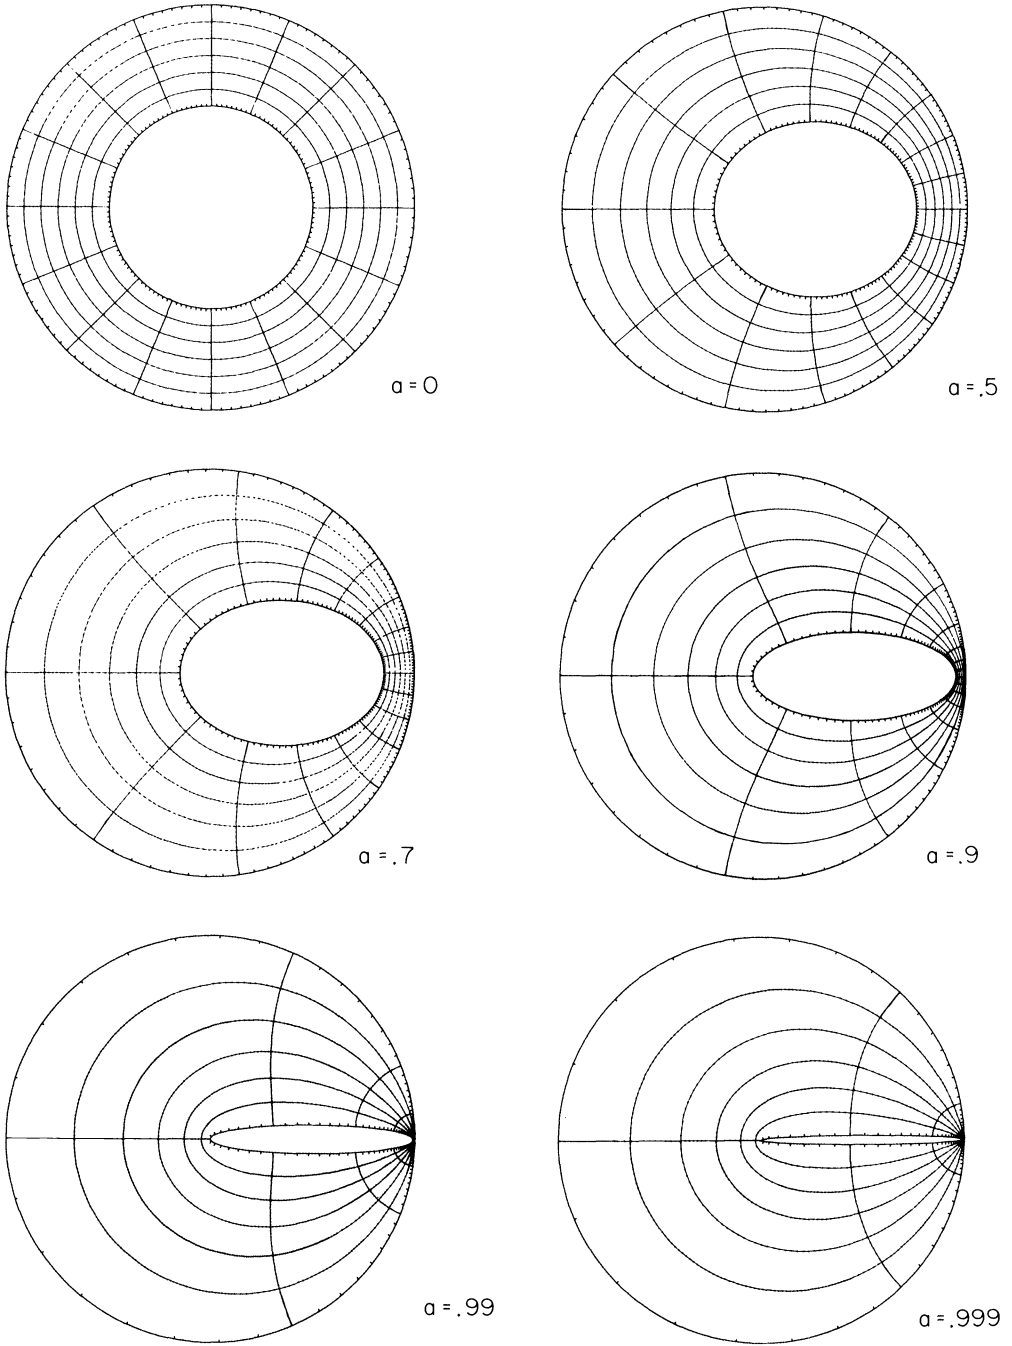 a = 0
a = .5
a = .7
a = .9
a = .99
a = .999